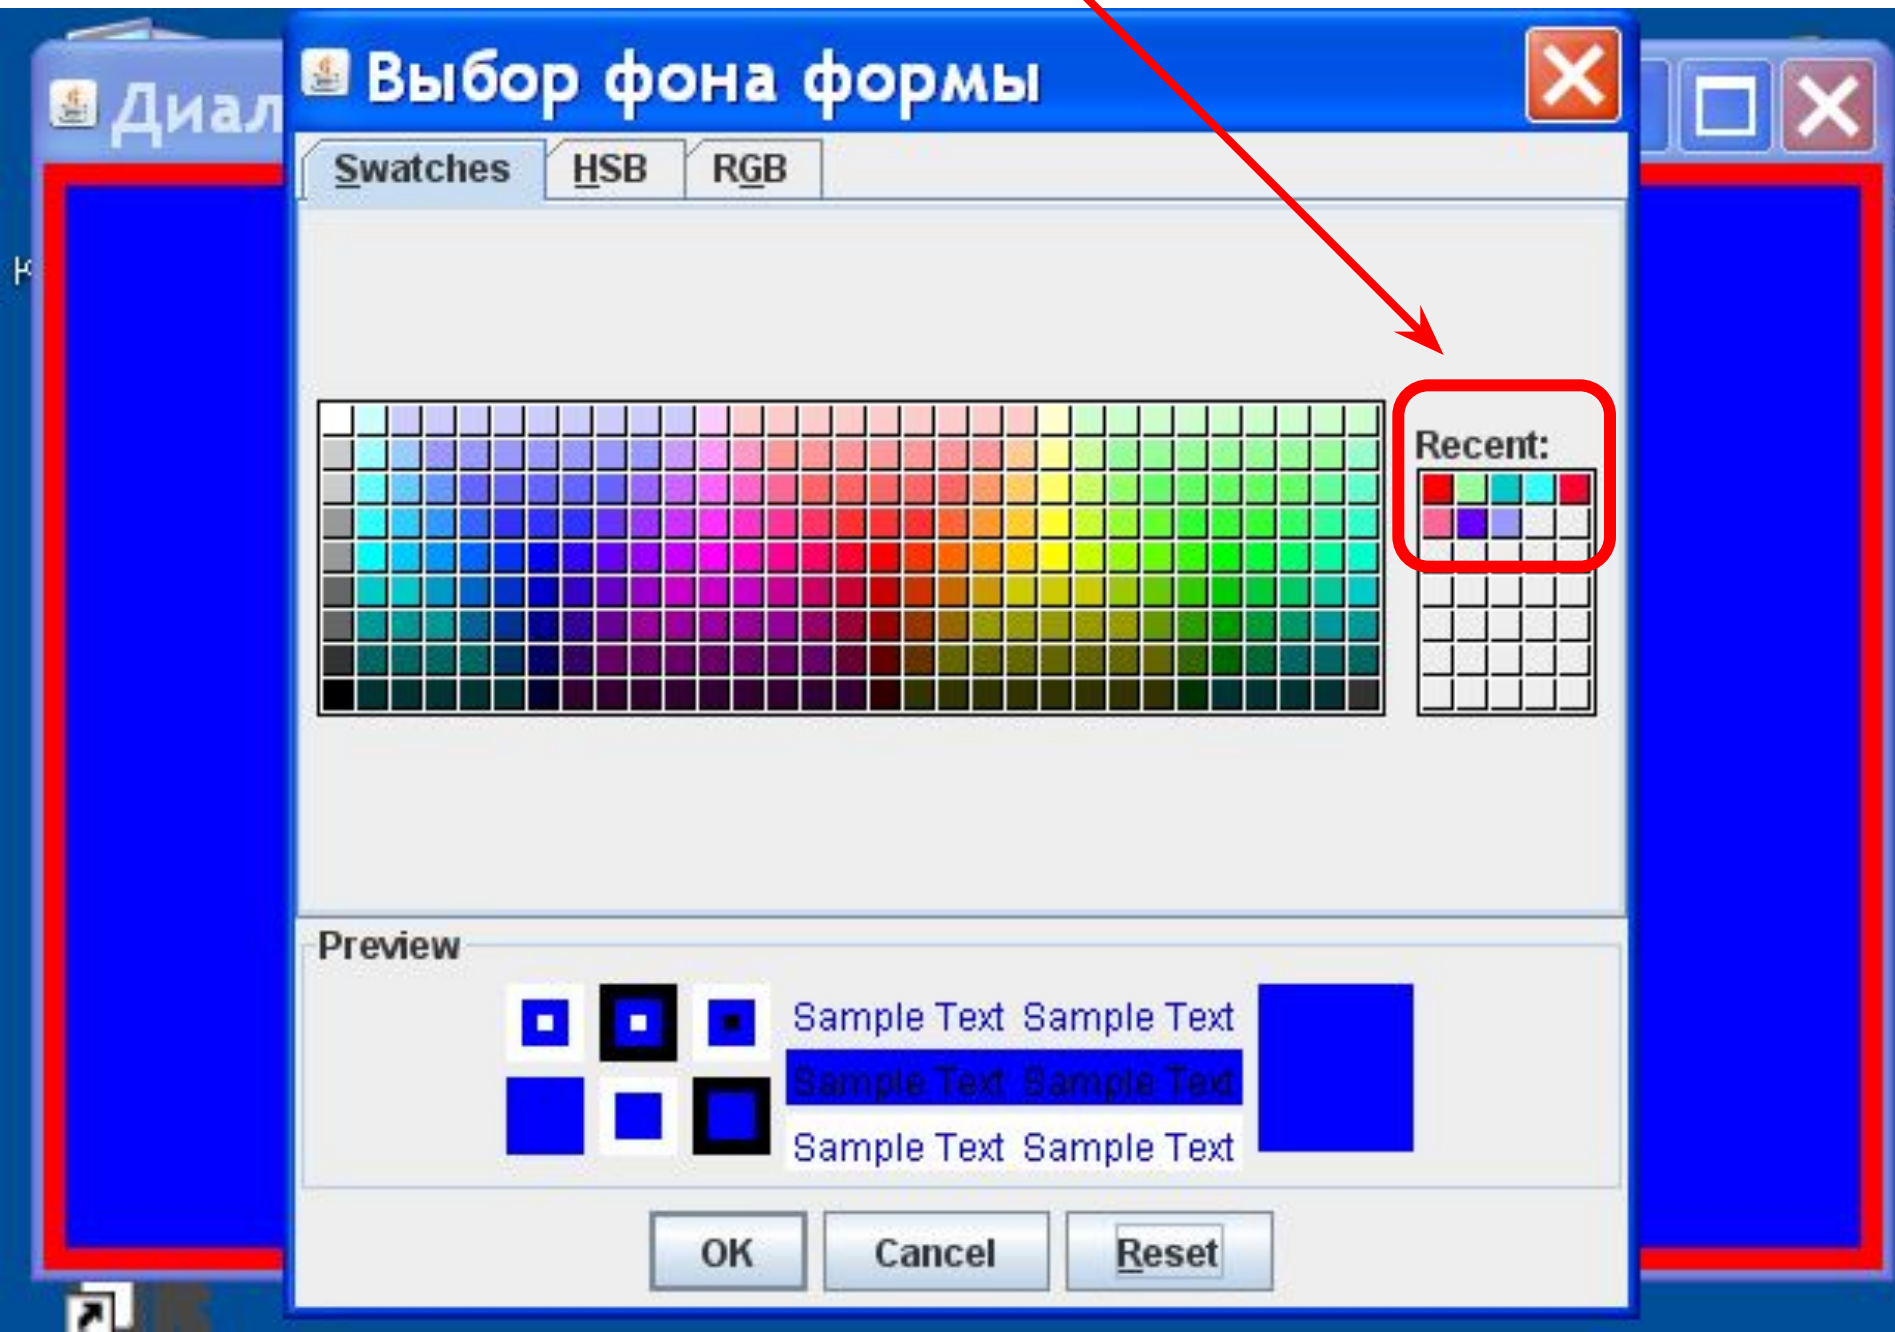 Диал
Выбор фона формы
Swatches HSB RGB
Recent:
Preview
Sample Text Sample Text
Sample Text Sample Text
Sample Text Sample Text
OK Cancel Reset